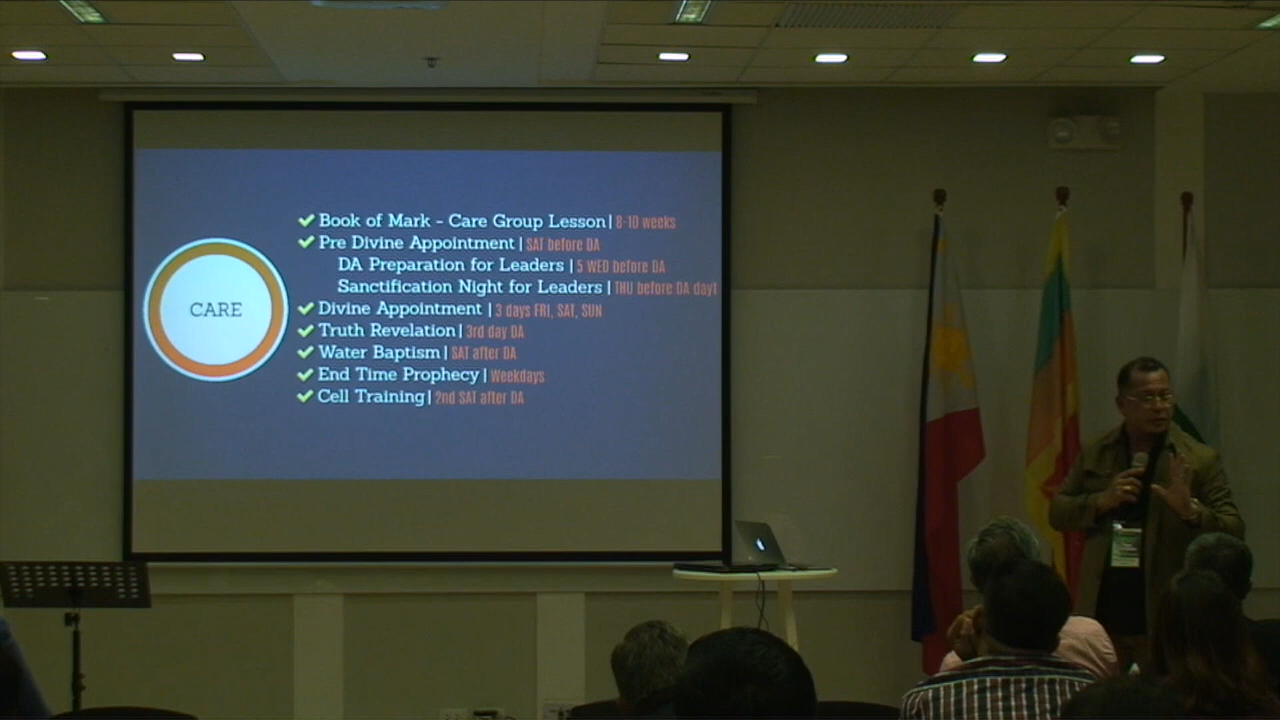 CARE
Book of Mark - Care Group Lesson | 8-10 weeks
Pre Divine Appointment | SAT before DA
DA Preparation for Leaders | 5 WED before DA
Sanctification Night for Leaders | THU before DA day1
Divine Appointment | 3 days FRI, SAT, SUN
Truth Revelation | 3rd day DA
Water Baptism | SAT after DA
End Time Prophecy | Weekdays
Cell Training | 2nd SAT after DA